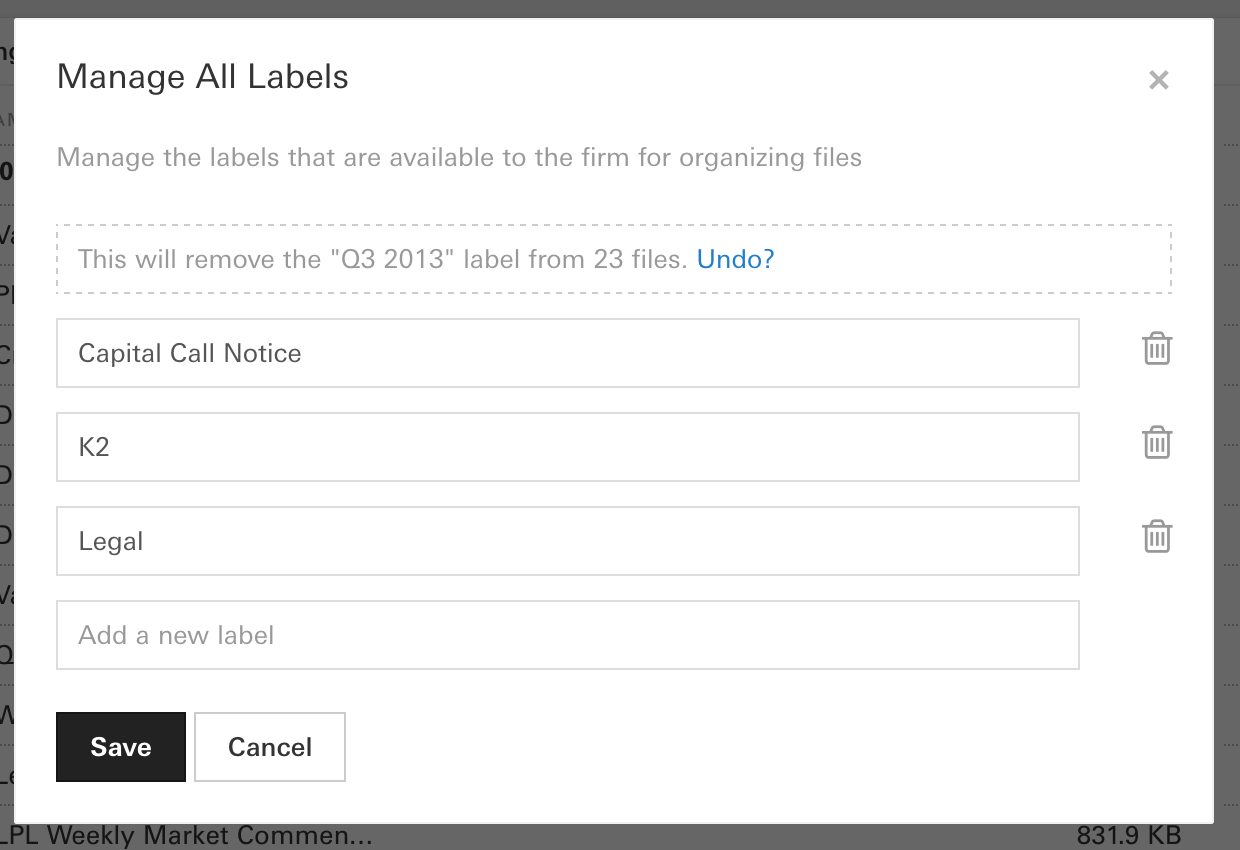 Manage All Labels
Manage the labels that are available to the firm for organizing files
This will remove the "Q3 2013" label from 23 files. Undo?
Capital Call Notice
K2
Legal
Add a new label
Save Cancel
LPL Weekly Market Commen... 831.9 KB